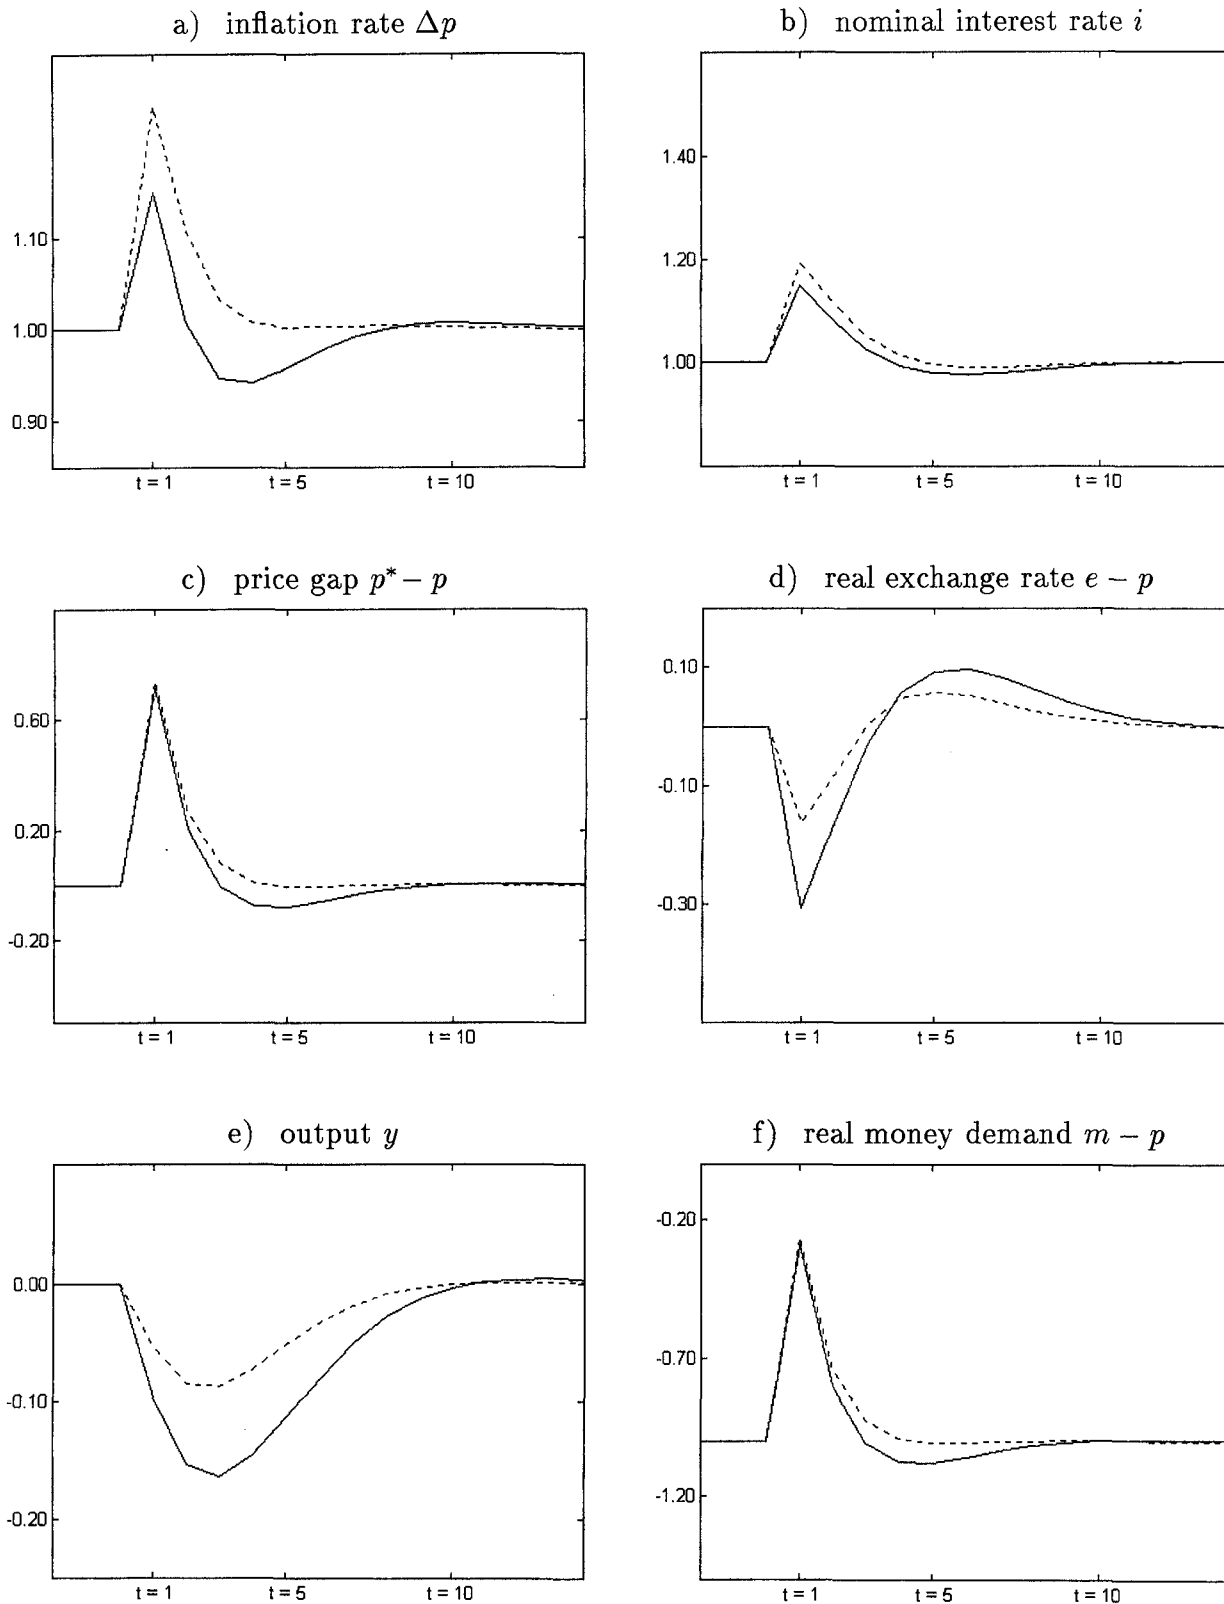 a) inflation rate Δp
1.10
1.00
0.90
t = 1 t = 5 t = 10
b) nominal interest rate i
1.40
1.20
1.00
t = 1 t = 5 t = 10
c) price gap p* − p
0.60
0.20
-0.20
t = 1 t = 5 t = 10
d) real exchange rate e − p
0.10
-0.10
-0.30
t = 1 t = 5 t = 10
e) output y
0.00
-0.10
-0.20
t = 1 t = 5 t = 10
f) real money demand m − p
-0.20
-0.70
-1.20
t = 1 t = 5 t = 10